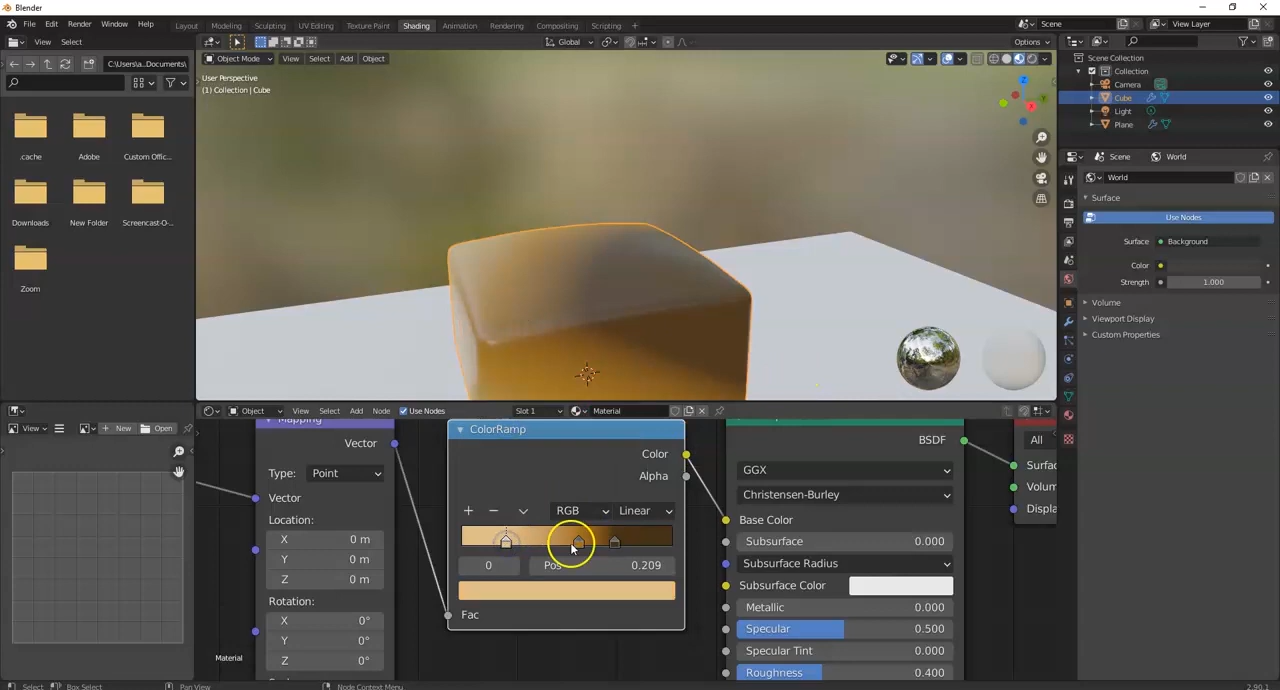 Blender
File Edit Render Window Help Layout Modeling Sculpting UV Editing Texture Paint Shading Animation Rendering Compositing Scripting + Scene View Layer
View Select Global Options
C:\Users\a..Documents\ Object Mode View Select Add Object
User Perspective
(1) Collection | Cube
.cache Adobe Custom Offic...
Downloads New Folder Screencast-O-...
Zoom
Scene Collection
Collection
Camera
Cube
Light
Plane
Scene World
World
Surface
Use Nodes
Surface Background
Color
Strength 1.000
Volume
Viewport Display
Custom Properties
Object View Select Add Node Use Nodes Slot 1 Material
View New Open
Mapping
Vector
Type: Point
Vector
Location:
X 0 m
Y 0 m
Z 0 m
Rotation:
X 0°
Y 0°
Z 0°
Material
ColorRamp
Color
Alpha
+ − RGB Linear
0 Pos 0.209
Fac
BSDF
GGX
Christensen-Burley
Base Color
Subsurface 0.000
Subsurface Radius
Subsurface Color
Metallic 0.000
Specular 0.500
Specular Tint 0.000
Roughness 0.400
All
Surfac
Volum
Displa
Select Box Select Pan View Node Context Menu 2.90.1